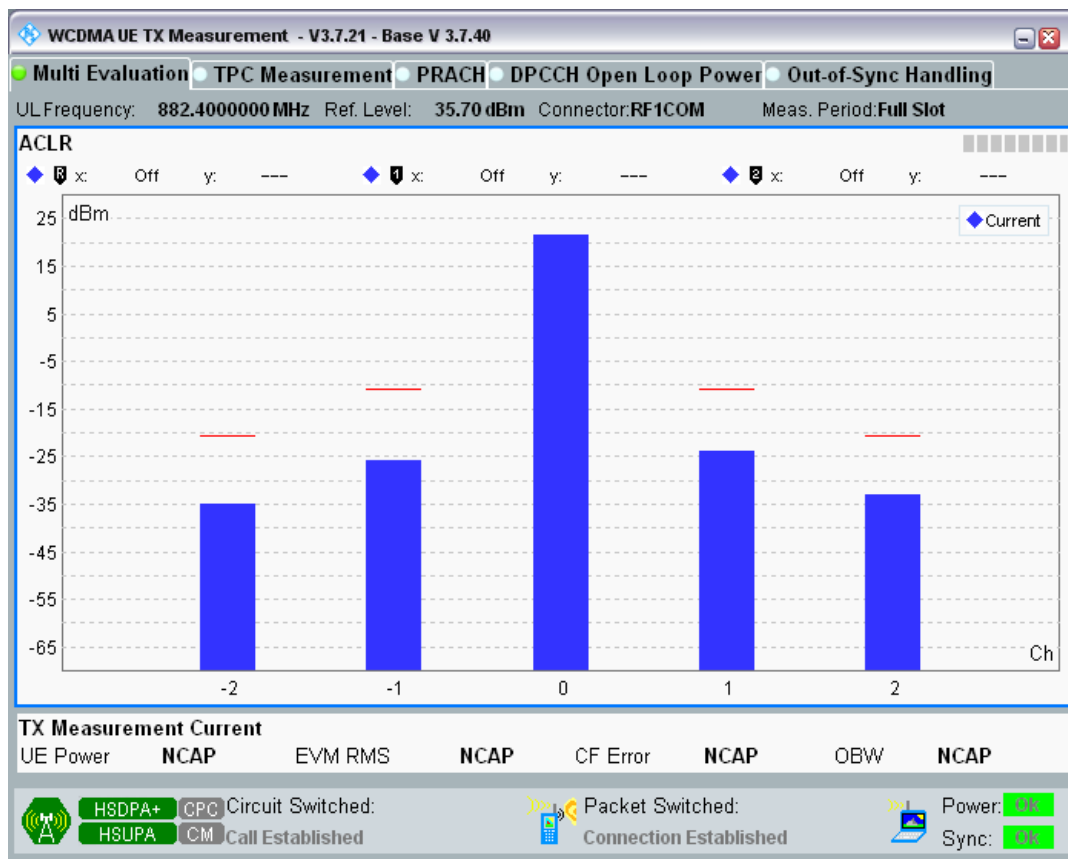 WCDMA UE TX Measurement - V3.7.21 - Base V 3.7.40
Multi Evaluation TPC Measurement PRACH DPCCH Open Loop Power Out-of-Sync Handling
UL Frequency: 882.4000000 MHz Ref. Level: 35.70 dBm Connector:RF1COM Meas. Period:Full Slot
ACLR
R x: Off y: --- 1 x: Off y: --- 2 x: Off y: ---
dBm
Current
25
15
5
-5
-15
-25
-35
-45
-55
-65
Ch
-2 -1 0 1 2
TX Measurement Current
UE Power NCAP EVM RMS NCAP CF Error NCAP OBW NCAP
HSDPA+ CPC Circuit Switched: Packet Switched: Power: OK
HSUPA CM Call Established Connection Established Sync: OK